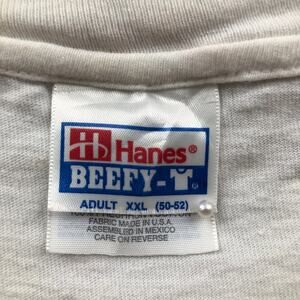 Hanes®
BEEFY-T®
ADULT XXL (50-52)
FABRIC MADE IN U.S.A.
ASSEMBLED IN MEXICO
CARE ON REVERSE